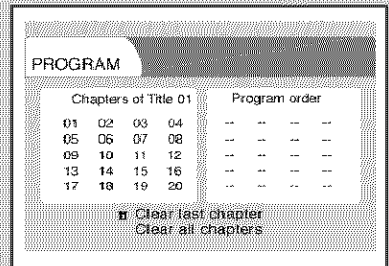 PROGRAM
Chapters of Title 01 Program order
01 02 03 04 -- -- -- --
05 06 07 08 -- -- -- --
09 10 11 12 -- -- -- --
13 14 15 16 -- -- -- --
17 18 19 20 -- -- -- --
Clear last chapter
Clear all chapters